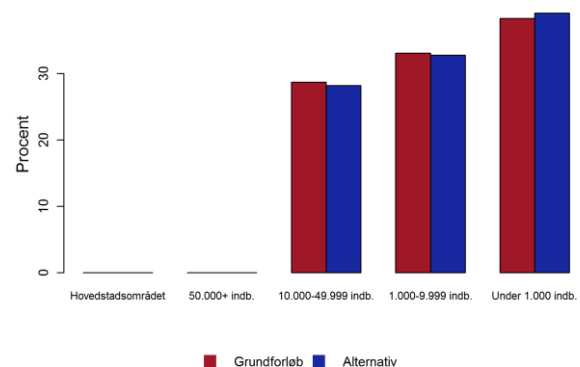 Procent
30
20
10
0
Hovedstadsområdet 50.000+ indb. 10.000-49.999 indb. 1.000-9.999 indb. Under 1.000 indb.
Grundforløb Alternativ